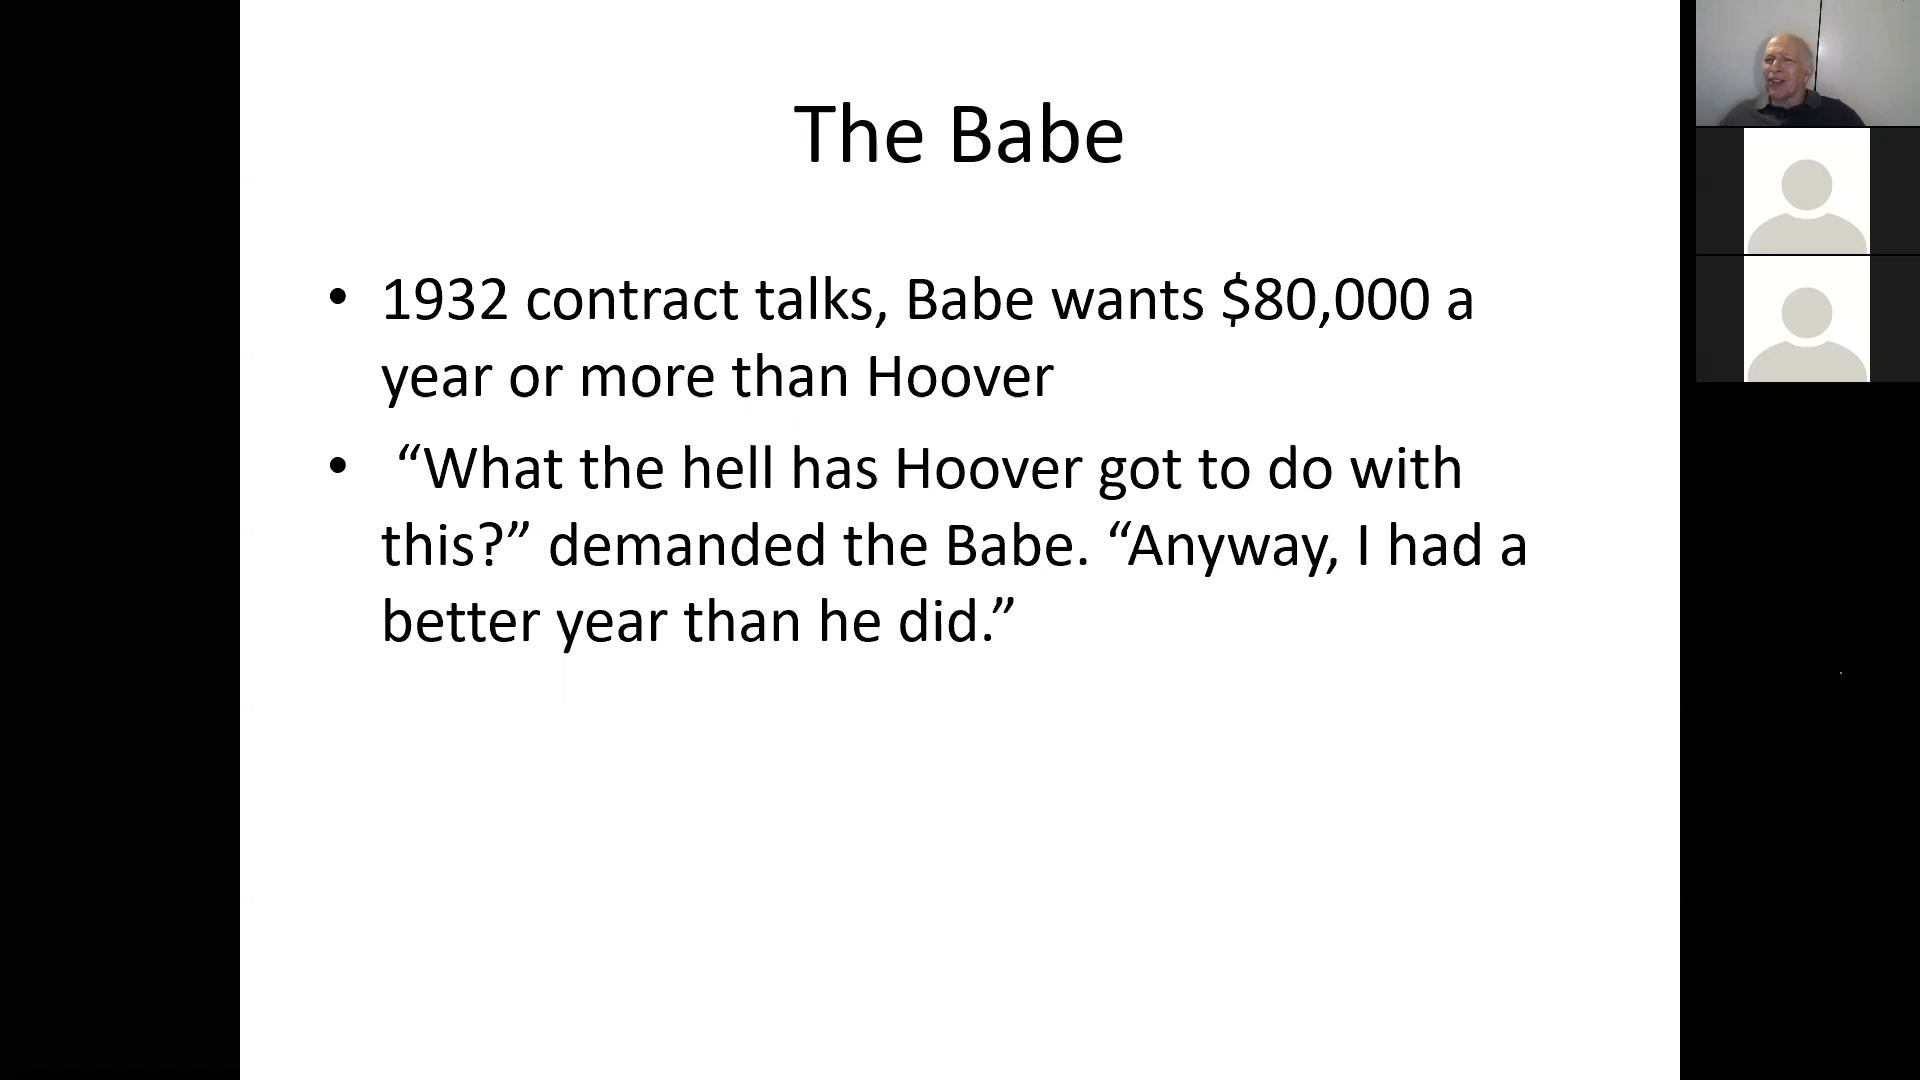 The Babe
• 1932 contract talks, Babe wants $80,000 a
year or more than Hoover
• “What the hell has Hoover got to do with
this?” demanded the Babe. “Anyway, I had a
better year than he did.”